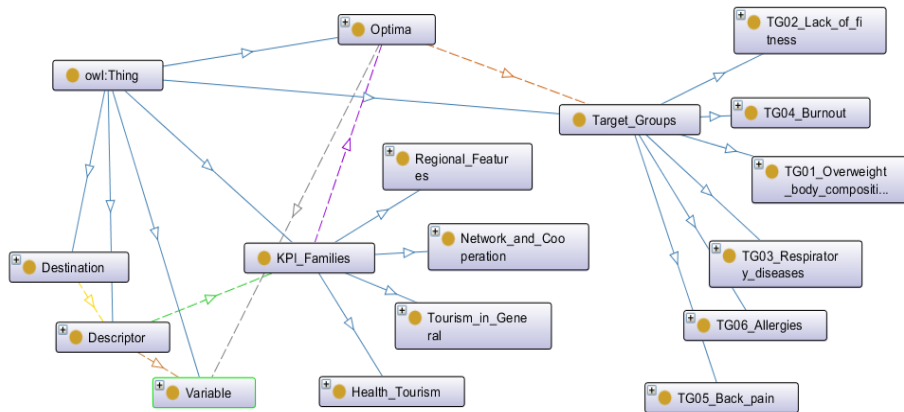 Optima
TG02_Lack_of_fi
tness
owl:Thing
Target_Groups
TG04_Burnout
Regional_Featur
es
TG01_Overweight
_body_compositi...
Network_and_Coo
peration
KPI_Families
TG03_Respirator
y_diseases
Destination
Tourism_in_Gene
ral
TG06_Allergies
Descriptor
Variable
Health_Tourism
TG05_Back_pain